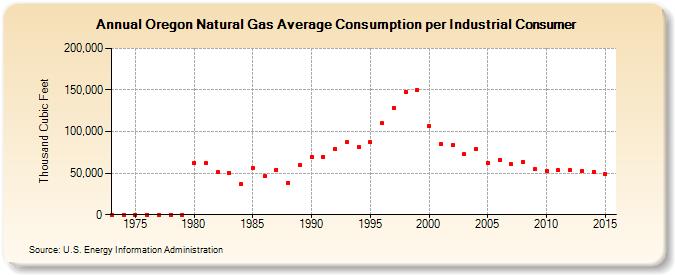 Annual Oregon Natural Gas Average Consumption per Industrial Consumer
Thousand Cubic Feet
200,000
150,000
100,000
50,000
0
1975 1980 1985 1990 1995 2000 2005 2010 2015
Source: U.S. Energy Information Administration